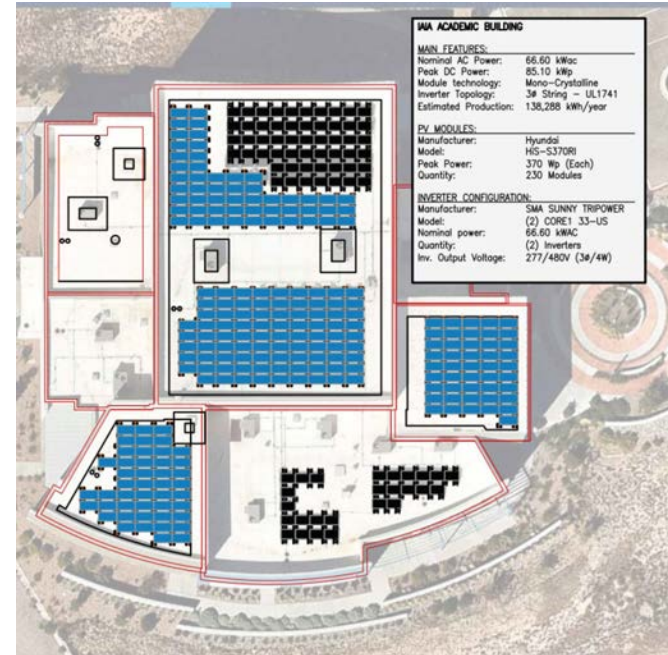 IAIA ACADEMIC BUILDING
MAIN FEATURES:
Nominal AC Power: 66.60 kWac
Peak DC Power: 85.10 kWp
Module technology: Mono-Crystalline
Inverter Topology: 3ø String - UL1741
Estimated Production: 138,288 kWh/year
PV MODULES:
Manufacturer: Hyundai
Model: HiS-S370RI
Peak Power: 370 Wp (Each)
Quantity: 230 Modules
INVERTER CONFIGURATION:
Manufacturer: SMA SUNNY TRIPOWER
Model: (2) CORE1 33-US
Nominal power: 66.60 kWAC
Quantity: (2) Inverters
Inv. Output Voltage: 277/480V (3ø/4W)